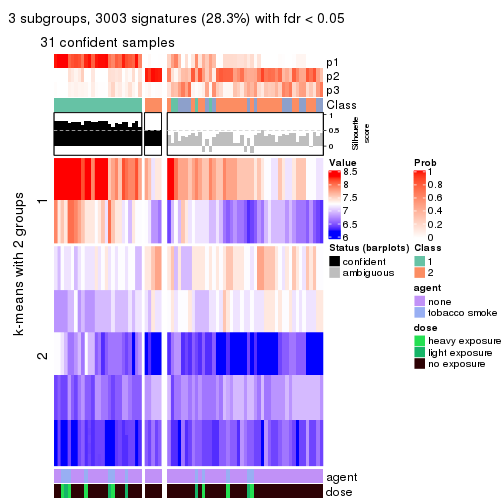 3 subgroups, 3003 signatures (28.3%) with fdr < 0.05
31 confident samples
p1
p2
p3
Class
1
0.5
0
Silhouette
score
k-means with 2 groups
1
2
Value
8.5
8
7.5
7
6.5
6
Prob
1
0.8
0.6
0.4
0.2
0
Status (barplots)
confident
ambiguous
Class
1
2
agent
none
tobacco smoke
dose
heavy exposure
light exposure
no exposure
agent
dose